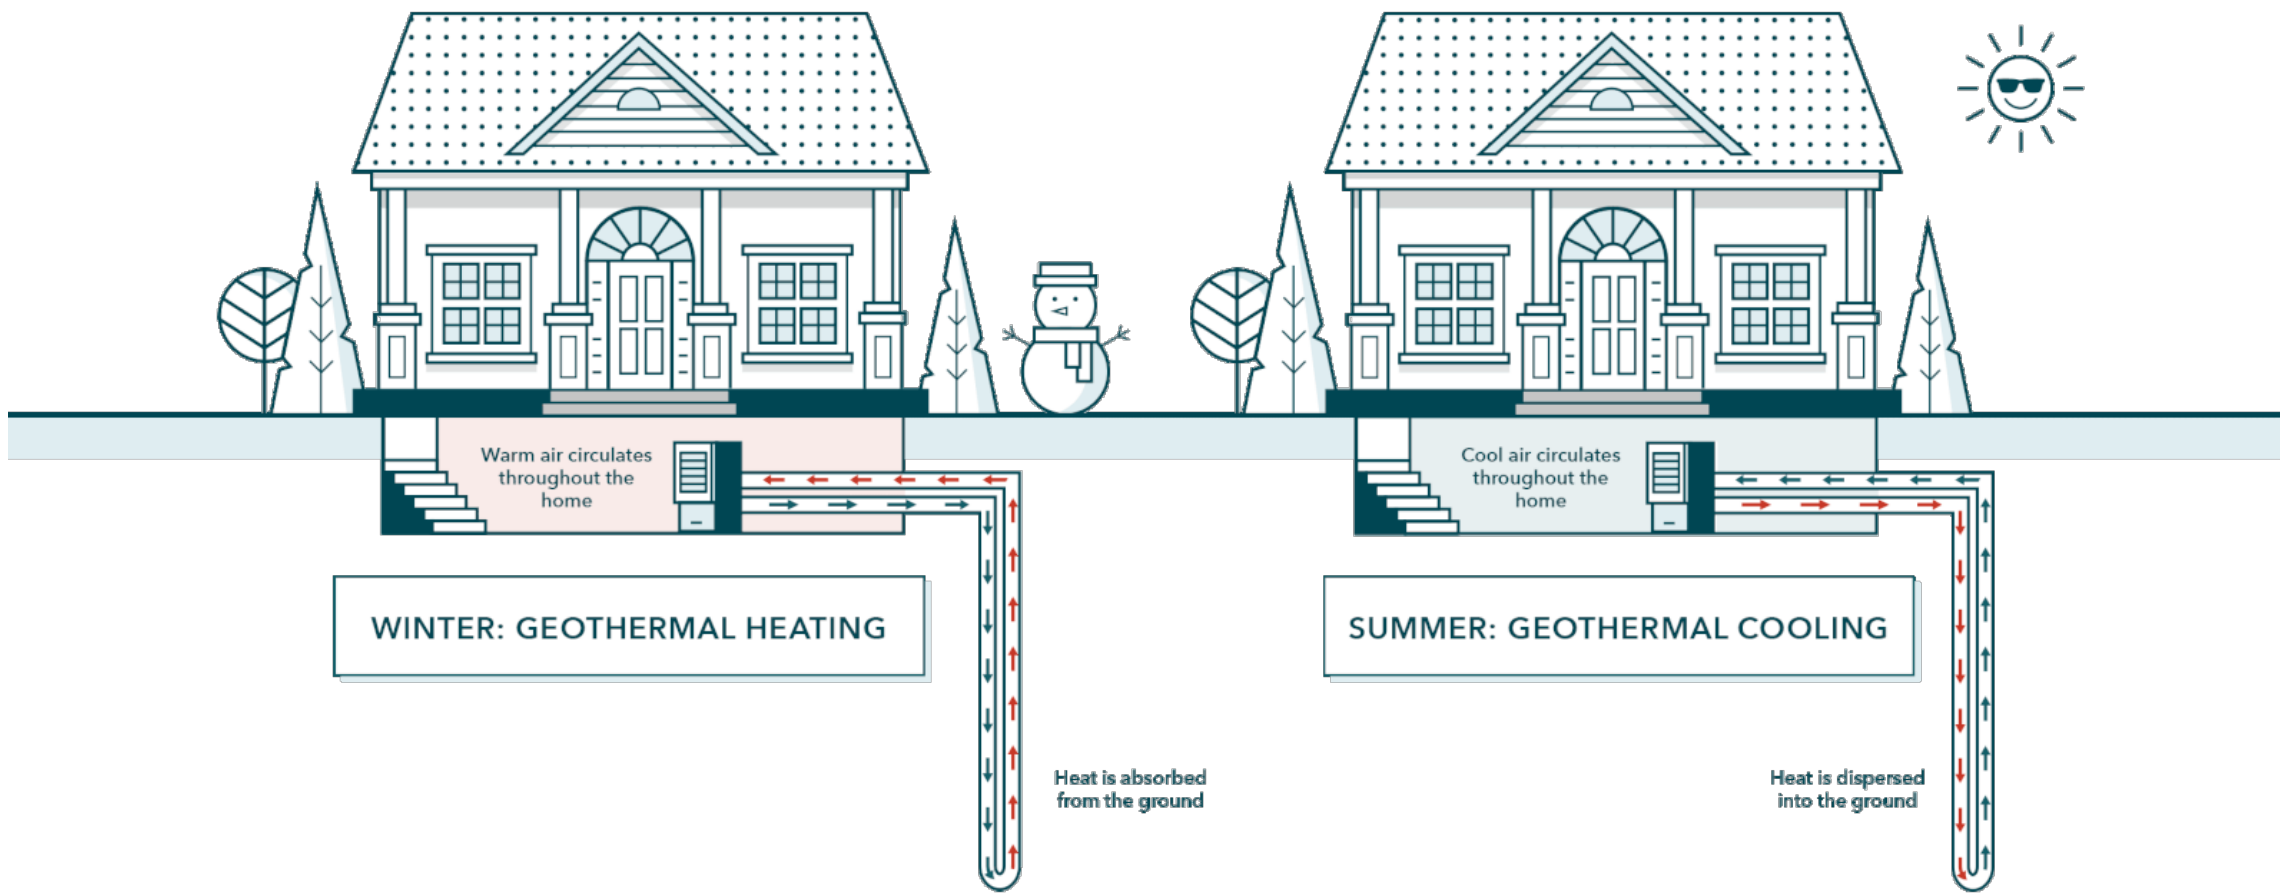 Warm air circulates
throughout the
home
WINTER: GEOTHERMAL HEATING
Heat is absorbed
from the ground
Cool air circulates
throughout the
home
SUMMER: GEOTHERMAL COOLING
Heat is dispersed
into the ground